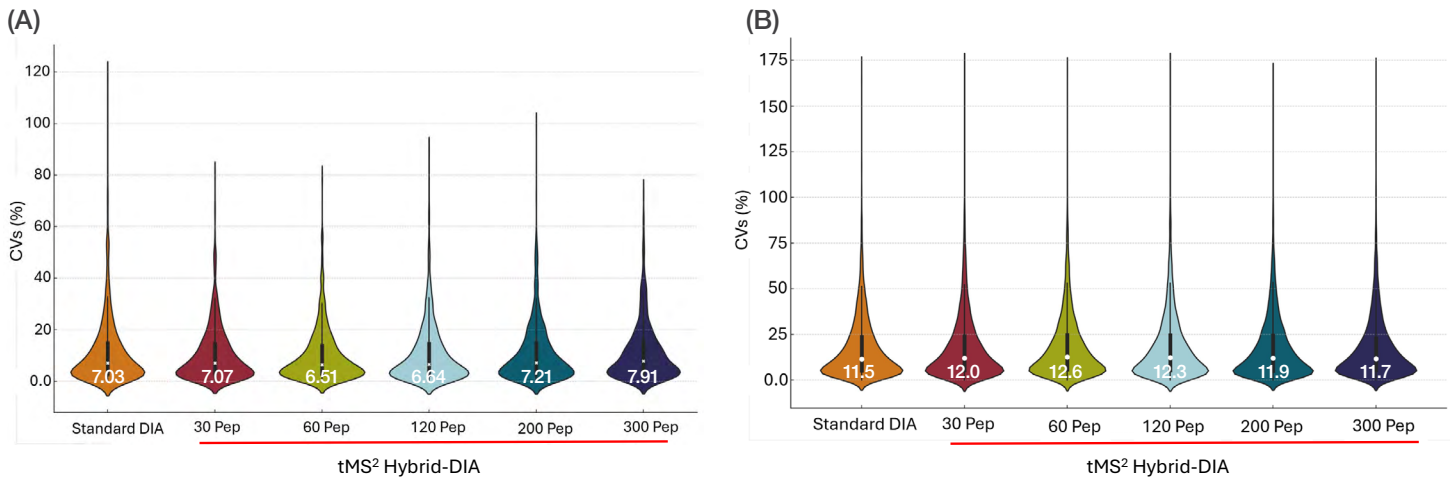 (A)
CVs (%)
120
100
80
60
40
20
0.0
7.03
7.07
6.51
6.64
7.21
7.91
Standard DIA
30 Pep
60 Pep
120 Pep
200 Pep
300 Pep
tMS² Hybrid-DIA
(B)
CVs (%)
175
150
125
100
75
50
25
0.0
11.5
12.0
12.6
12.3
11.9
11.7
Standard DIA
30 Pep
60 Pep
120 Pep
200 Pep
300 Pep
tMS² Hybrid-DIA